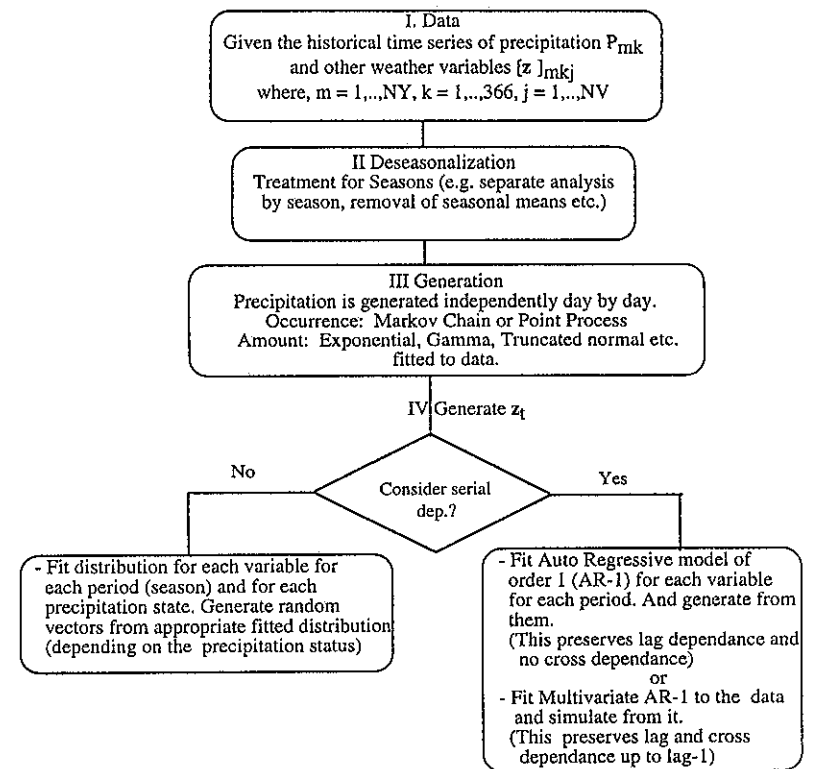 I. Data
Given the historical time series of precipitation Pmk
and other weather variables [z ]mkj
where, m = 1,..,NY, k = 1,..,366, j = 1,..,NV
II Deseasonalization
Treatment for Seasons (e.g. separate analysis
by season, removal of seasonal means etc.)
III Generation
Precipitation is generated independently day by day.
Occurrence: Markov Chain or Point Process
Amount: Exponential, Gamma, Truncated normal etc.
fitted to data.
IV Generate zt
No
Consider serial
dep.?
Yes
- Fit distribution for each variable for
each period (season) and for each
precipitation state. Generate random
vectors from appropriate fitted distribution
(depending on the precipitation status)
- Fit Auto Regressive model of
order 1 (AR-1) for each variable
for each period. And generate from
them.
(This preserves lag dependance and
no cross dependance)
or
- Fit Multivariate AR-1 to the data
and simulate from it.
(This preserves lag and cross
dependance up to lag-1)